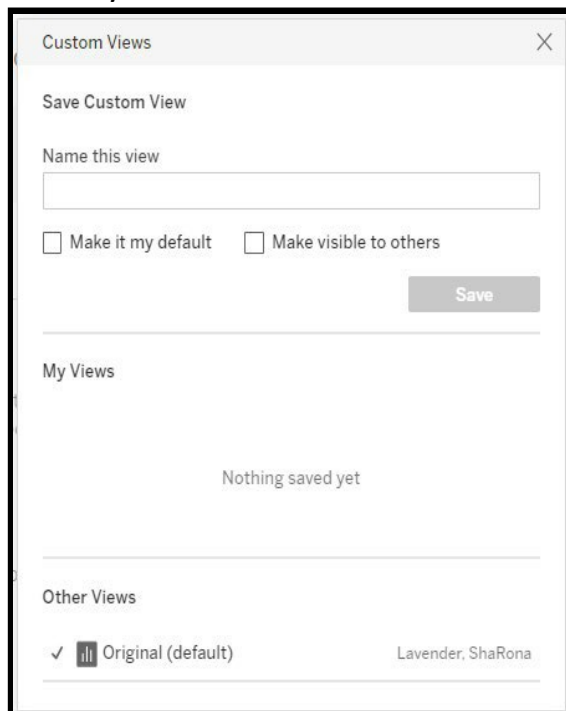 Custom Views
Save Custom View
Name this view
Make it my default Make visible to others
Save
My Views
Nothing saved yet
Other Views
Original (default) Lavender, ShaRona